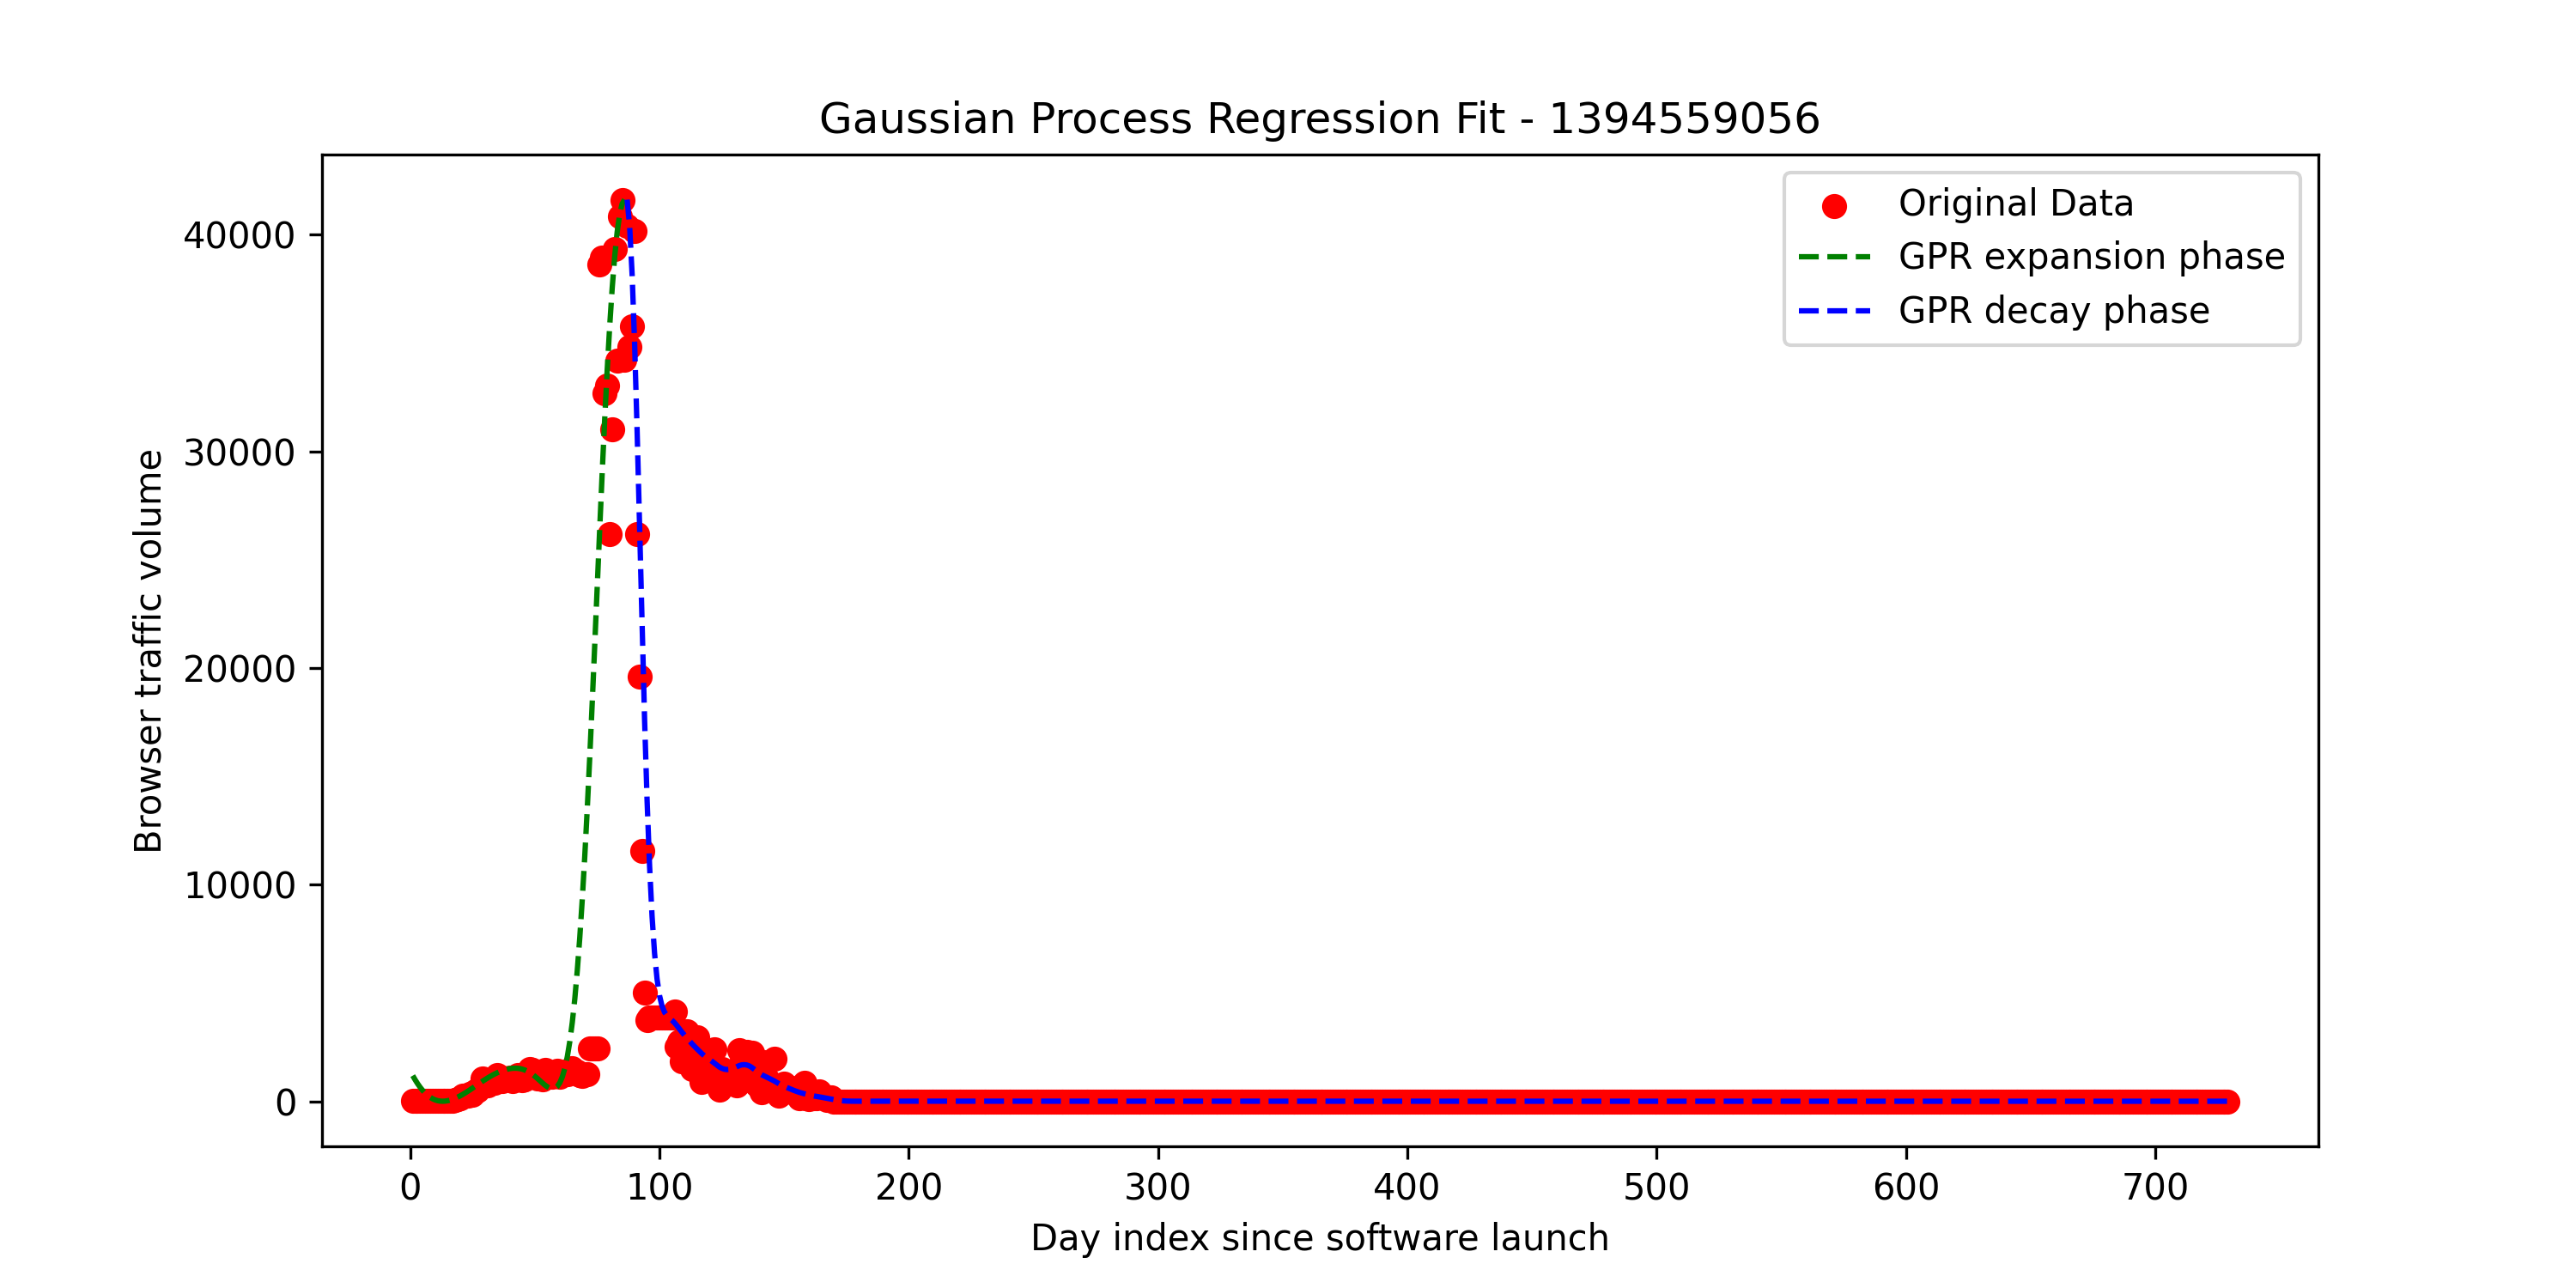 Gaussian Process Regression Fit - 1394559056
Original Data
GPR expansion phase
GPR decay phase
Browser traffic volume
40000
30000
20000
10000
0
0 100 200 300 400 500 600 700
Day index since software launch